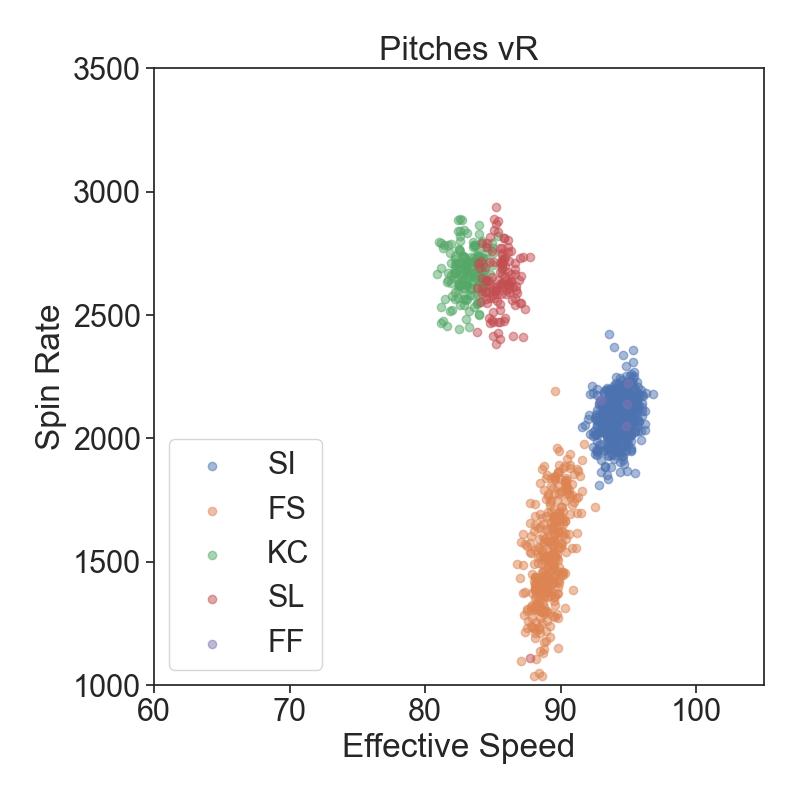 Pitches vR
3500
3000
2500
2000
1500
1000
Spin Rate
SI
FS
KC
SL
FF
60 70 80 90 100
Effective Speed